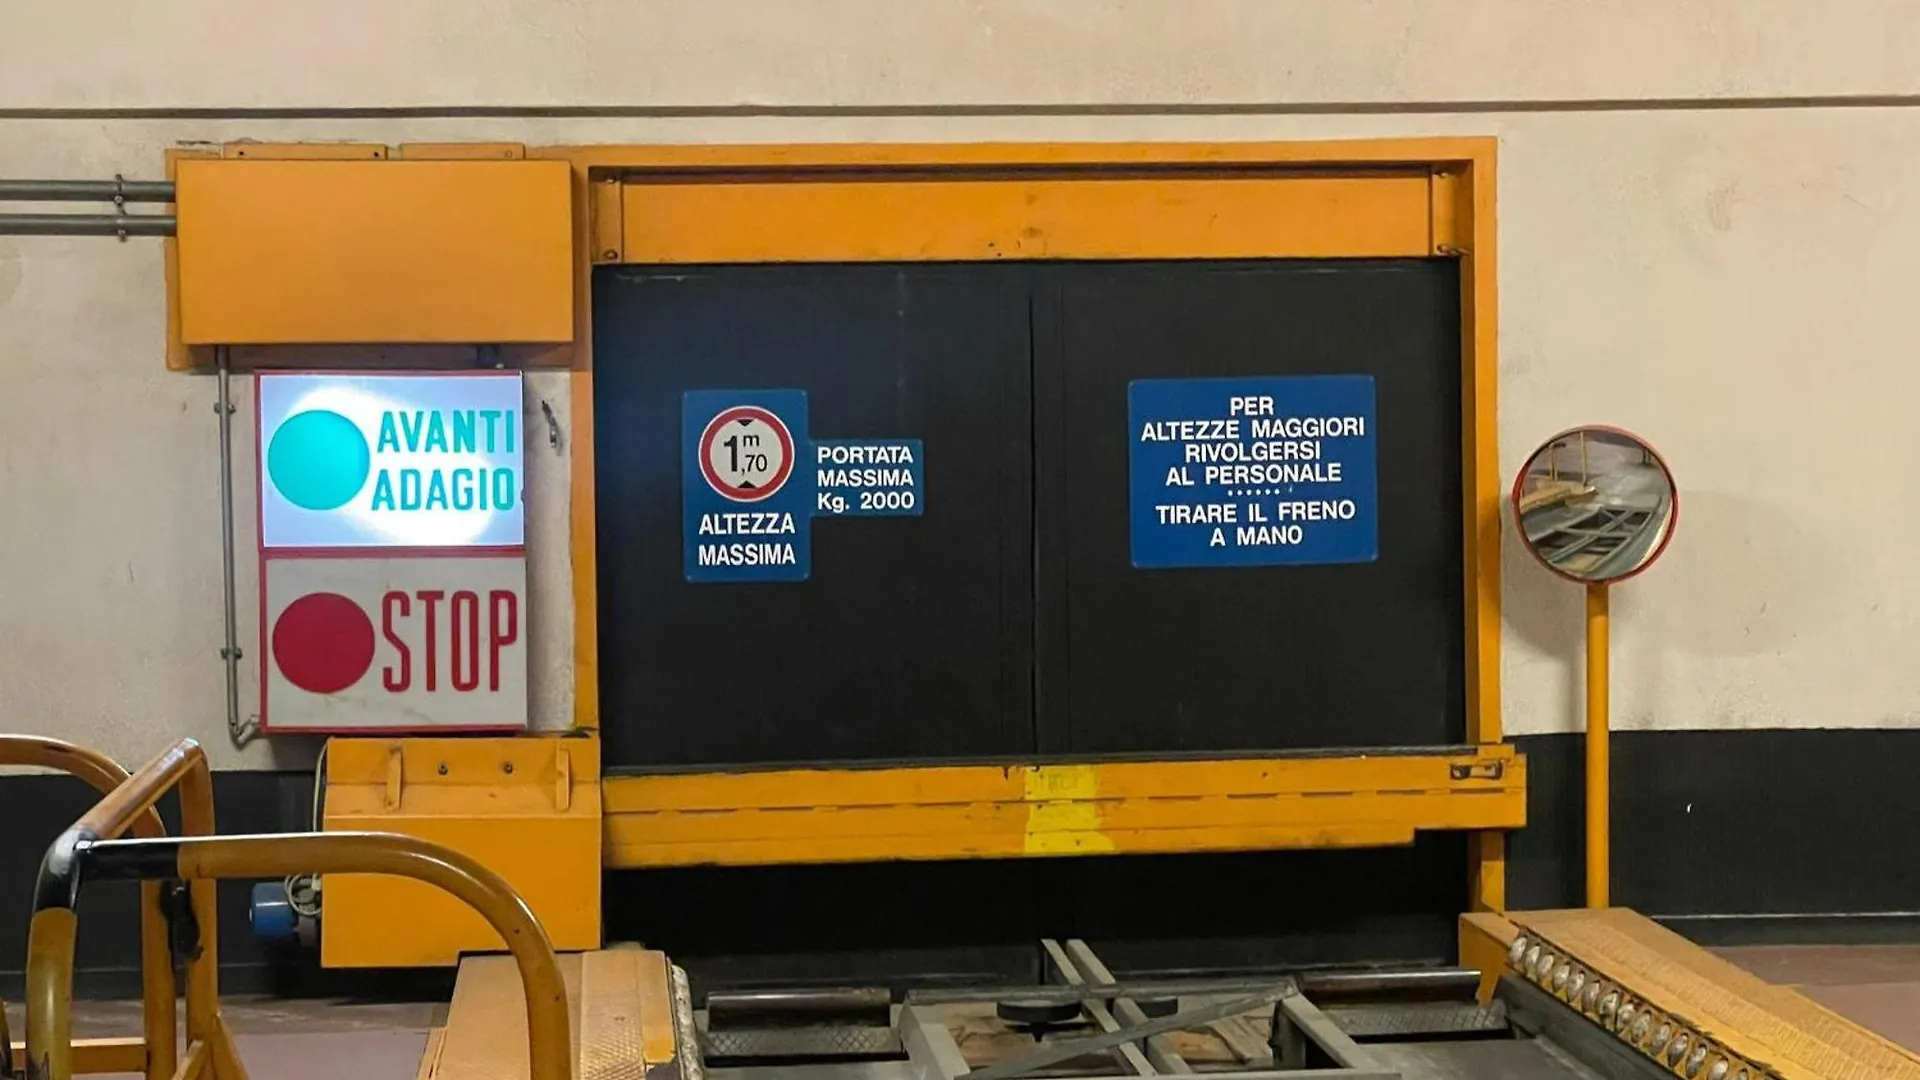 AVANTI
ADAGIO
STOP
1m
,70
ALTEZZA
MASSIMA
PORTATA
MASSIMA
Kg. 2000
PER
ALTEZZE MAGGIORI
RIVOLGERSI
AL PERSONALE
TIRARE IL FRENO
A MANO